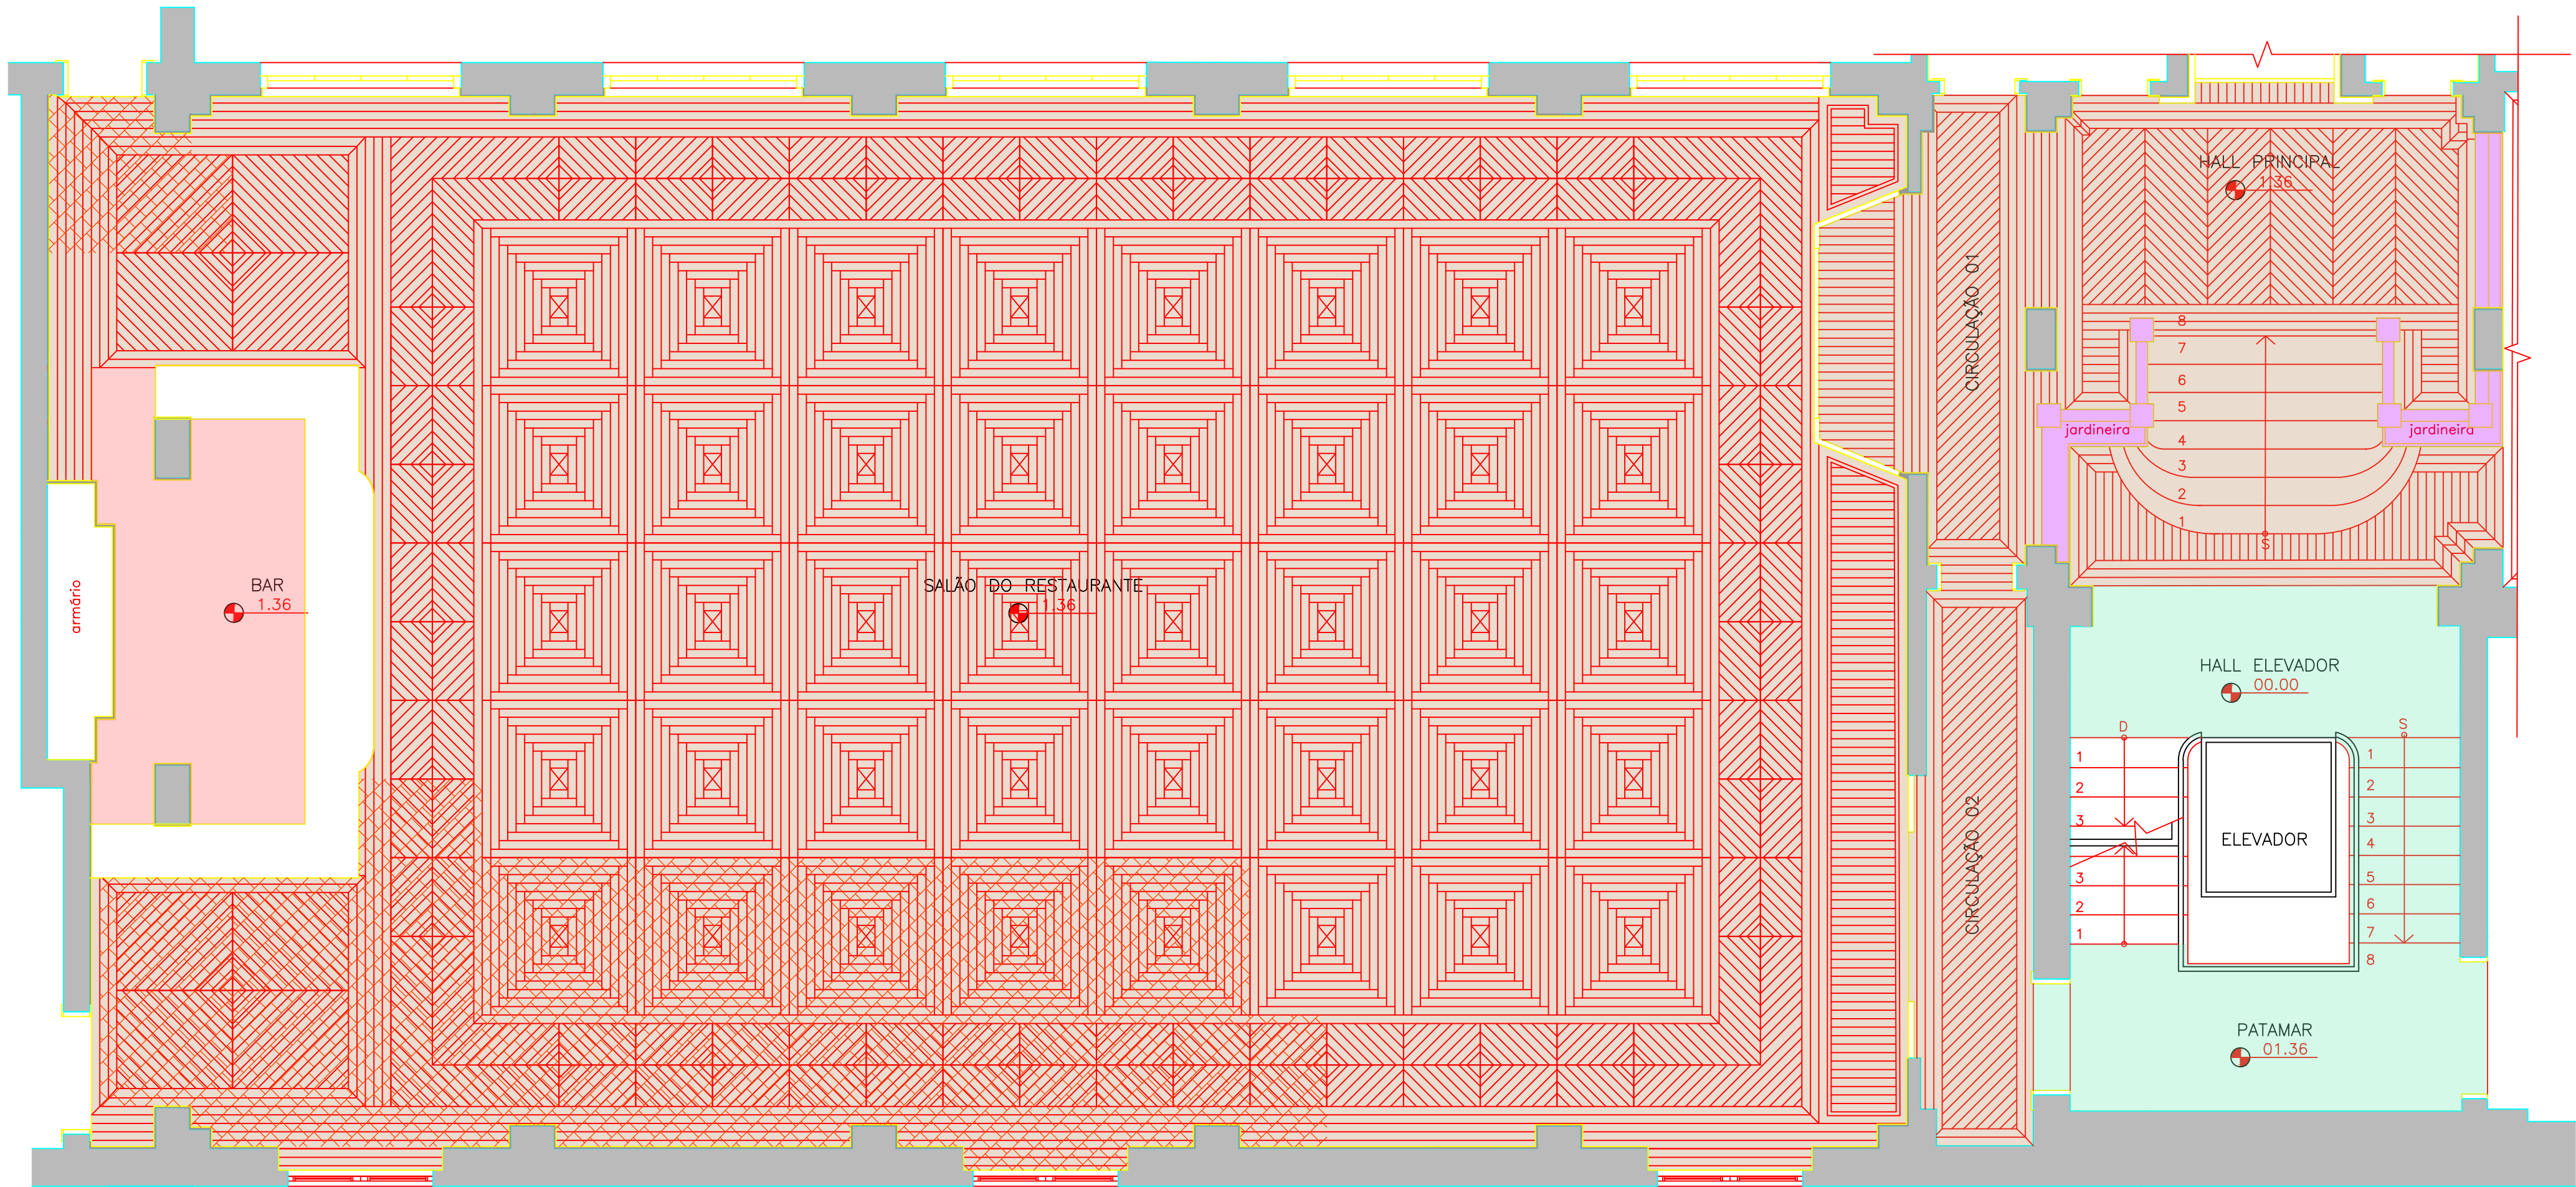 HALL PRINCIPAL
1.36
CIRCULAÇÃO 01
8
7
6
5
4
3
2
1
S
jardineira
jardineira
BAR
1.36
armário
SALÃO DO RESTAURANTE
1.36
HALL ELEVADOR
00.00
D
1
2
3
3
2
1
S
1
2
3
4
5
6
7
8
ELEVADOR
CIRCULAÇÃO 02
PATAMAR
01.36